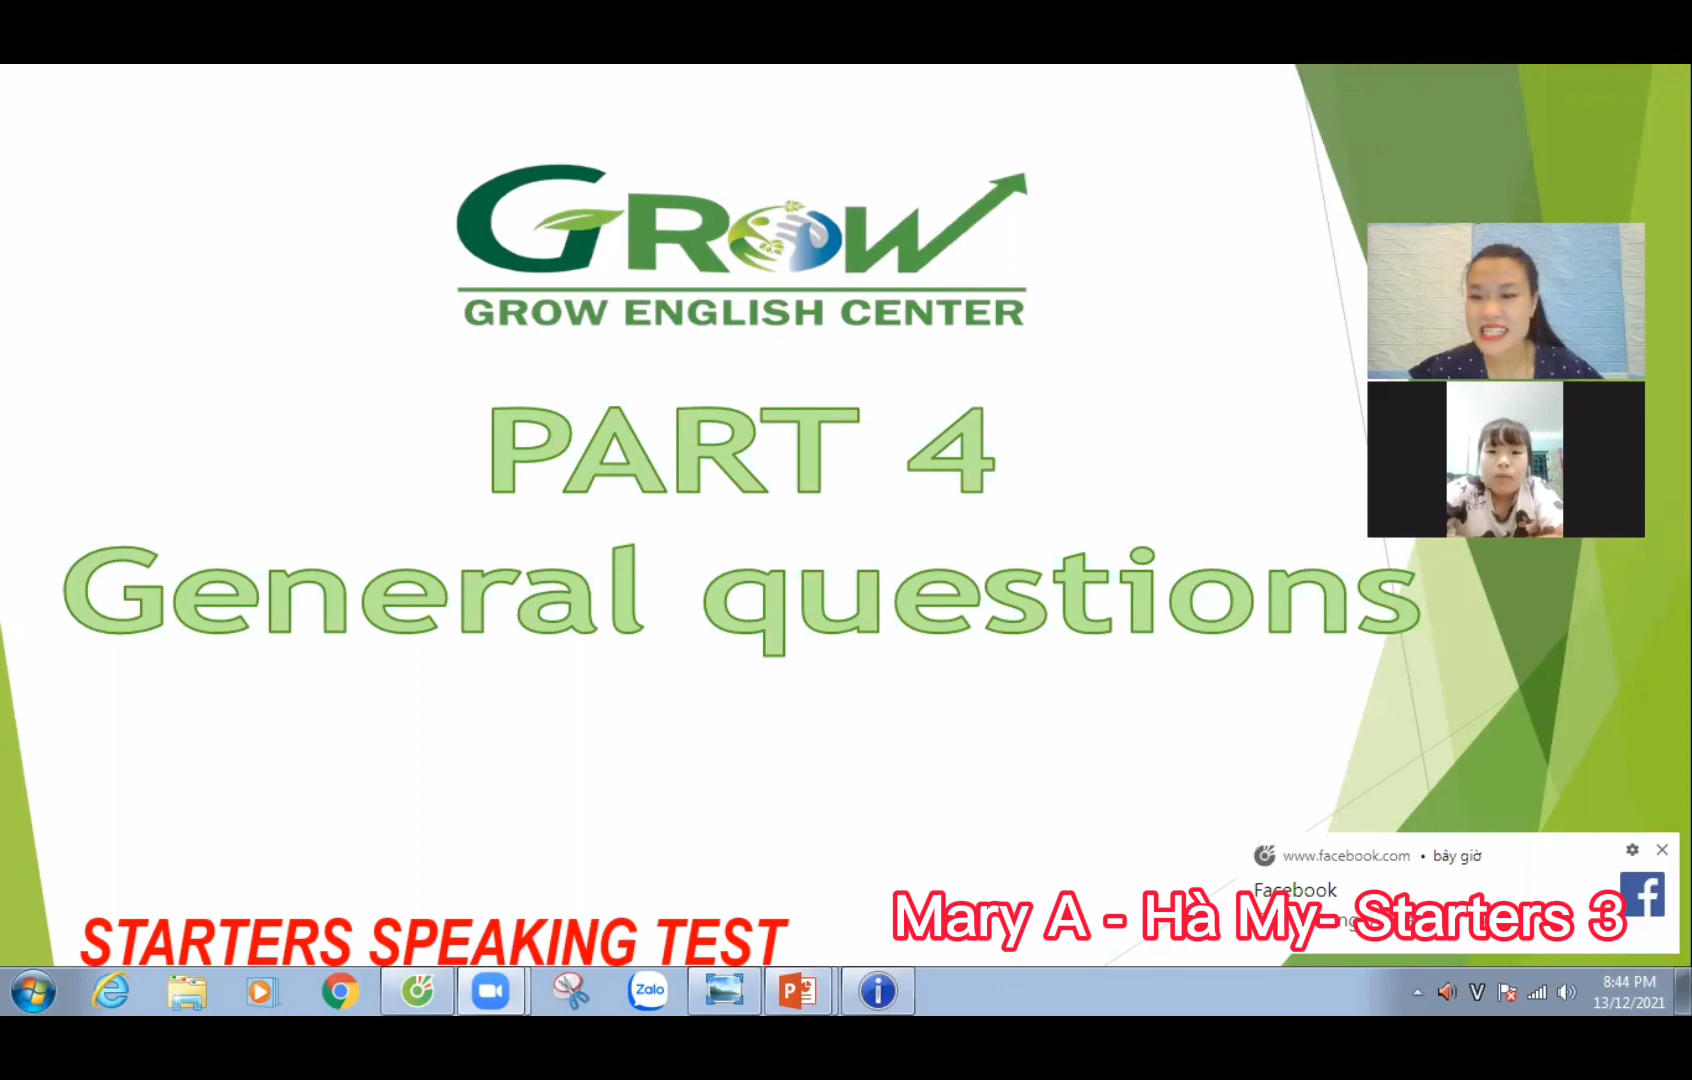 GROW
GROW ENGLISH CENTER
PART 4
General questions
www.facebook.com • bây giờ
Facebook
Mary A - Hà My- Starters 3
STARTERS SPEAKING TEST
Zalo
V
8:44 PM
13/12/2021